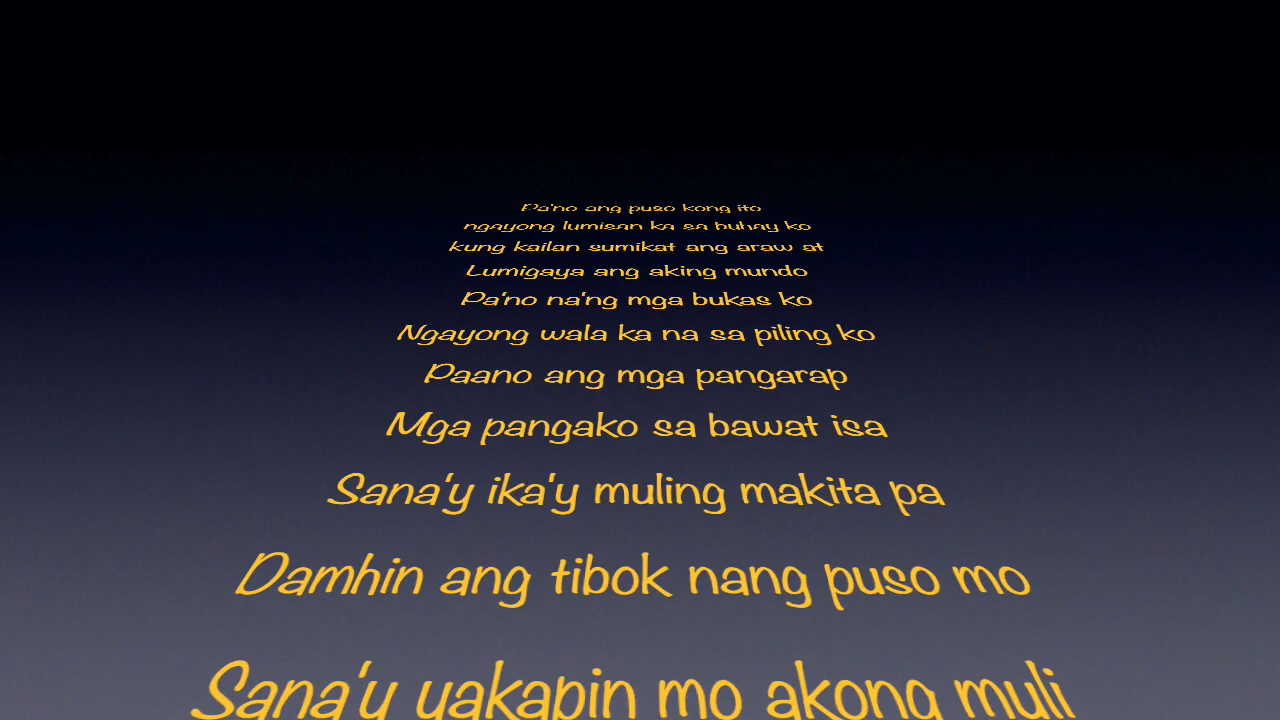 Pa'no ang puso kong ito
ngayong lumisan ka sa buhay ko
kung kailan sumikat ang araw at
Lumigaya ang aking mundo
Pa'no na'ng mga bukas ko
Ngayong wala ka na sa piling ko
Paano ang mga pangarap
Mga pangako sa bawat isa
Sana'y ika'y muling makita pa
Damhin ang tibok nang puso mo
Sana'y yakapin mo akong muli